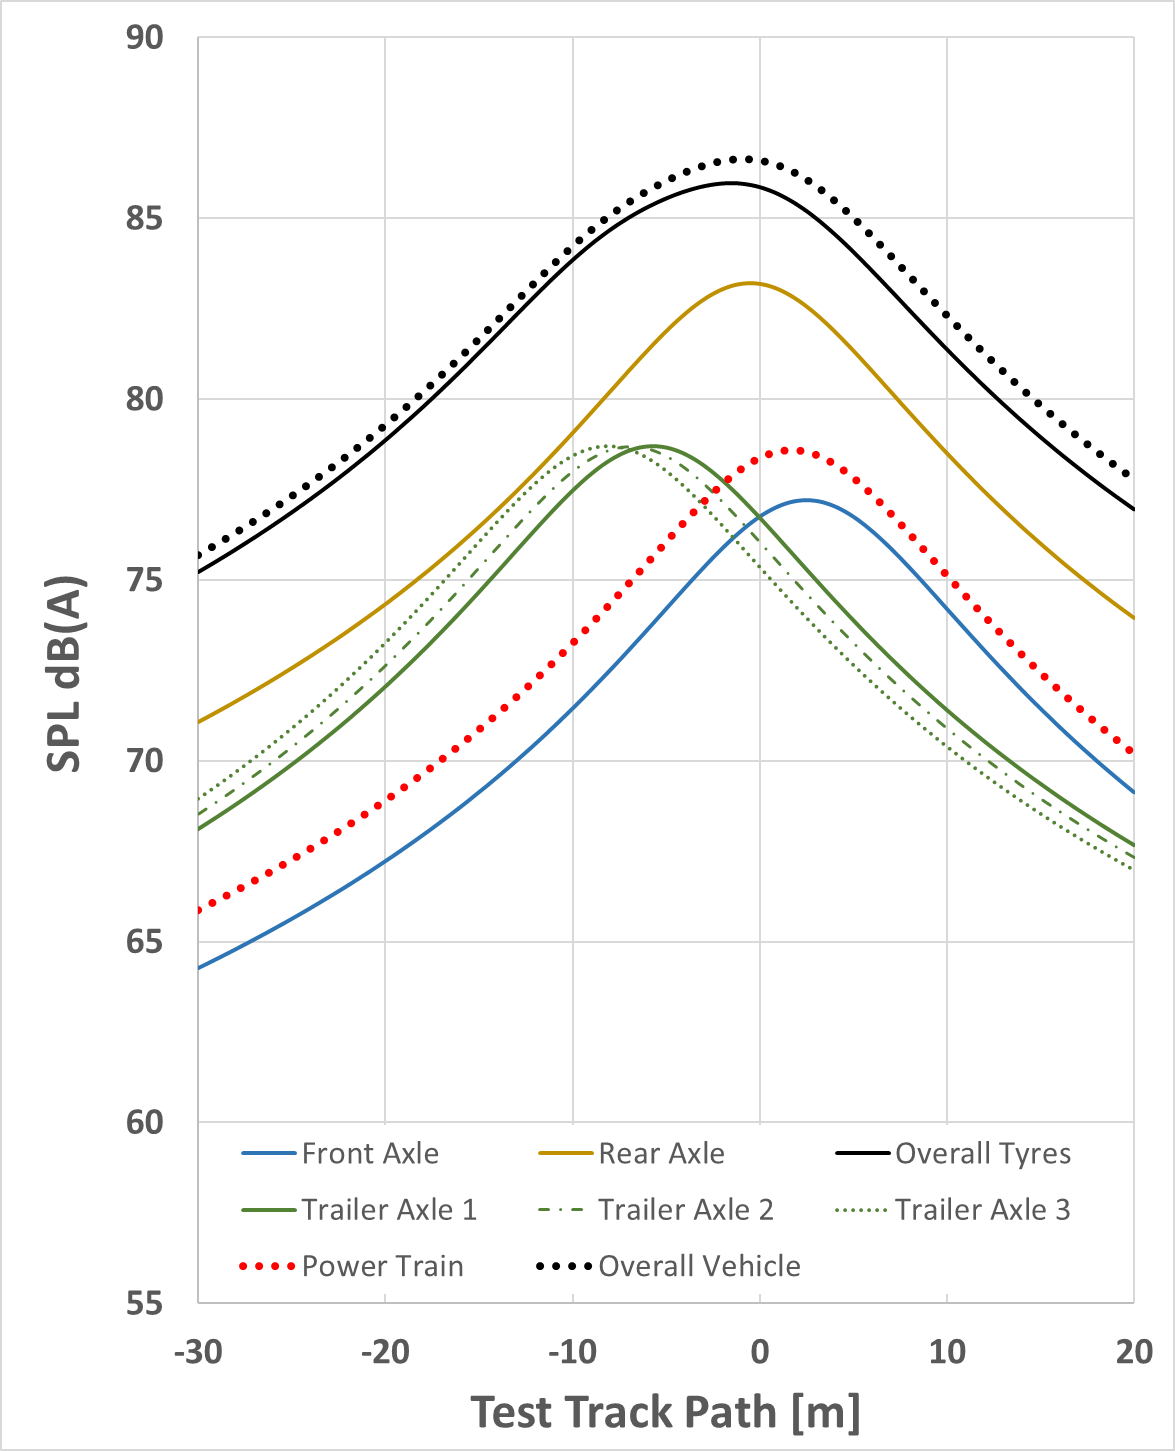 90
85
80
75
70
65
60
55
SPL dB(A)
Front Axle Rear Axle Overall Tyres
Trailer Axle 1 Trailer Axle 2 Trailer Axle 3
Power Train Overall Vehicle
-30 -20 -10 0 10 20
Test Track Path [m]